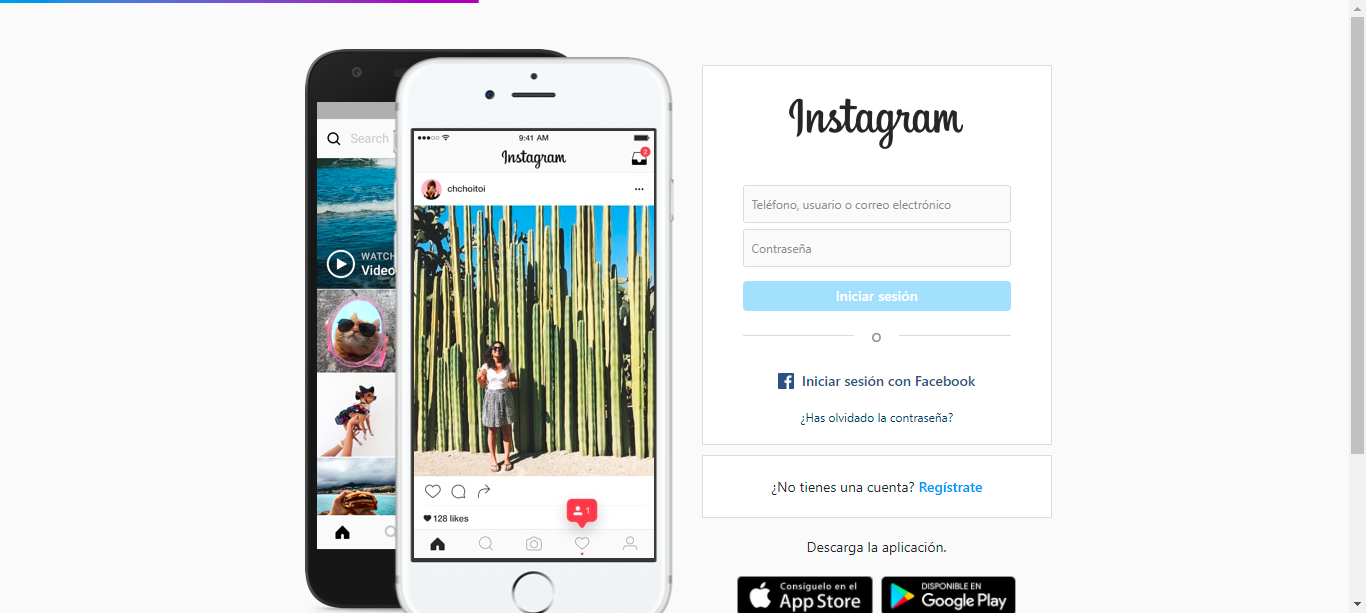 Search
WATCH
Video
9:41 AM
Instagram
2
chchoitoi
128 likes
1
Instagram
Teléfono, usuario o correo electrónico
Contraseña
Iniciar sesión
O
Iniciar sesión con Facebook
¿Has olvidado la contraseña?
¿No tienes una cuenta? Regístrate
Descarga la aplicación.
Consíguelo en el
App Store
DISPONIBLE EN
Google Play